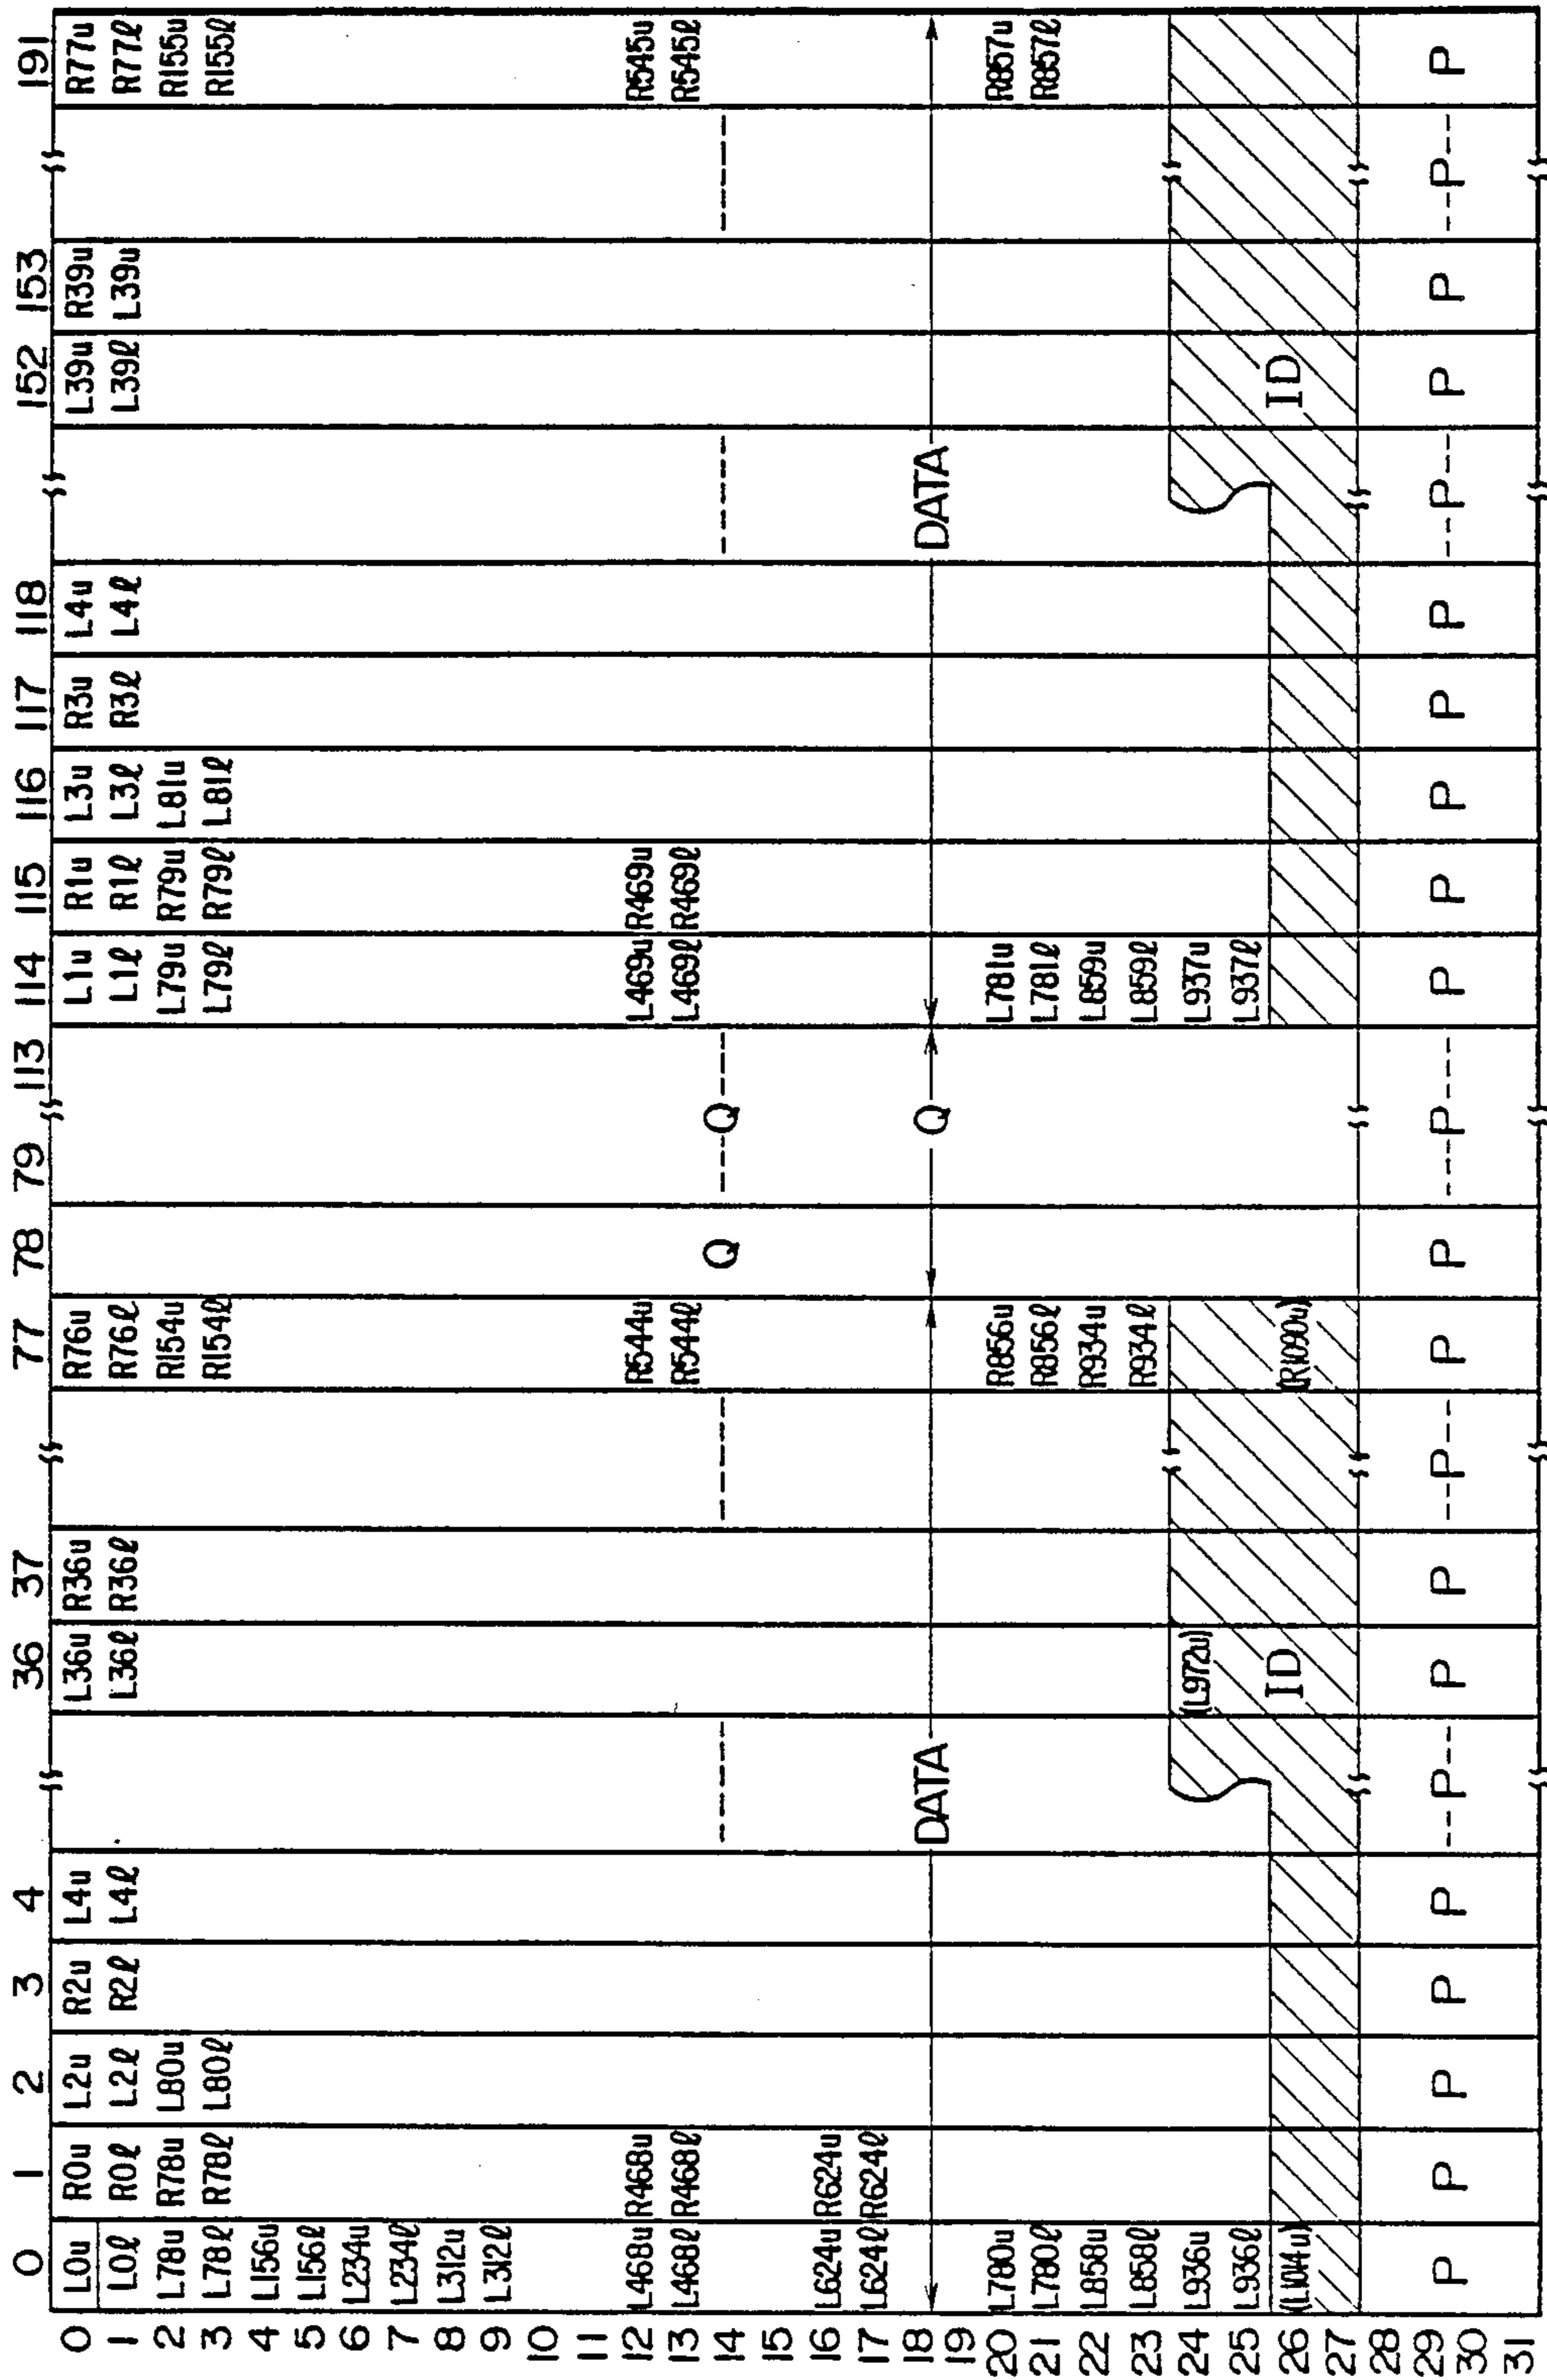 0 1 2 3 4 36 37 77 78 79 113 114 115 116 117 118 152 153 191
0 L0u R0u L2u R2u L4u L36u R36u R76u L1u R1u L3u R3u L4u L39u R39u R77u
1 L0ℓ R0ℓ L2ℓ R2ℓ L4ℓ L36ℓ R36ℓ R76ℓ L1ℓ R1ℓ L3ℓ R3ℓ L4ℓ L39ℓ L39u R77ℓ
2 L78u R78u L80u R154u L79u R79u L81u R155u
3 L78ℓ R78ℓ L80ℓ R154ℓ L79ℓ R79ℓ L81ℓ R155ℓ
4 L156u
5 L156ℓ
6 L234u
7 L234ℓ
8 L312u
9 L312ℓ
10
11
12 L468u R468u R544u L469u R469u R545u
13 L468ℓ R468ℓ R544ℓ L469ℓ R469ℓ R545ℓ
14 Q Q
15
16 L624u R624u
17 L624ℓ R624ℓ
18 DATA Q DATA
19
20 L780u R856u L781u R857u
21 L780ℓ R856ℓ L781ℓ R857ℓ
22 L858u R934u L859u
23 L858ℓ R934ℓ L859ℓ
24 L936u (L972u) L937u
25 L936ℓ L937ℓ
26 (L1014u) ID (R1090u) ID
27
28
29 P P P P P P P P P P P P P P P P P P P P
30
31